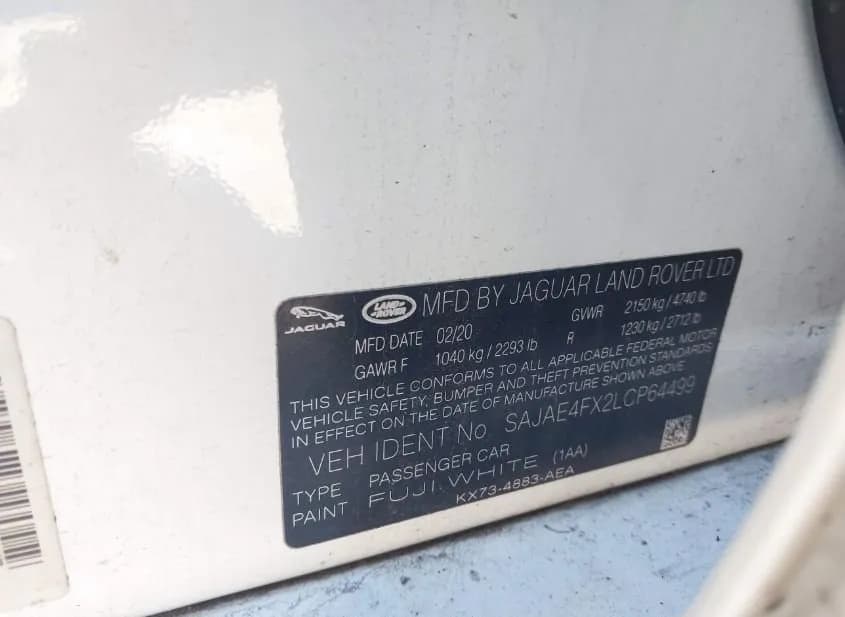 JAGUAR LAND ROVER MFD BY JAGUAR LAND ROVER LTD
MFD DATE 02/20 GVWR 2150 kg / 4740 lb
GAWR F 1040 kg / 2293 lb R 1230 kg / 2712 lb
THIS VEHICLE CONFORMS TO ALL APPLICABLE FEDERAL MOTOR
VEHICLE SAFETY, BUMPER AND THEFT PREVENTION STANDARDS
IN EFFECT ON THE DATE OF MANUFACTURE SHOWN ABOVE
VEH IDENT No SAJAE4FX2LCP64499
TYPE PASSENGER CAR
PAINT FUJI WHITE (1AA)
KX73-4883-AEA